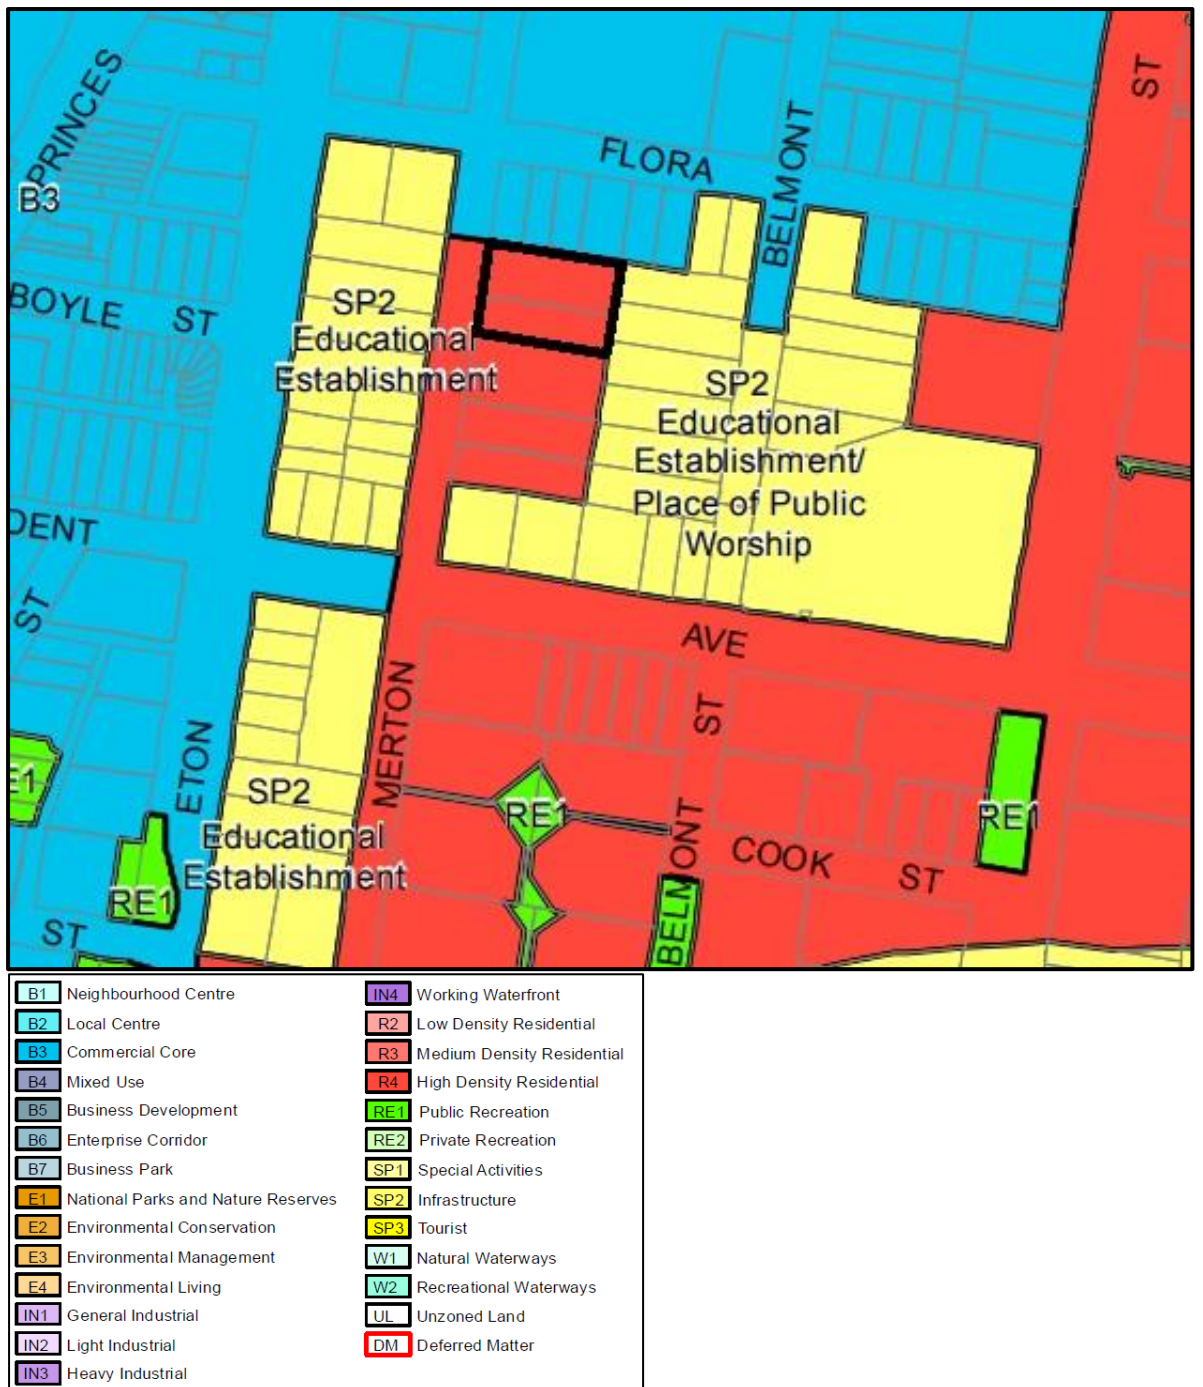 PRINCES
ST
FLORA
BELMONT
B3
BOYLE ST
SP2
Educational
Establishment
SP2
Educational
Establishment/
Place of Public
Worship
DENT
ST
AVE
MERTON
ST
ETON
E1
SP2
Educational
Establishment
RE1
RE1
BELMONT
COOK ST
RE1
ST
B1 Neighbourhood Centre
B2 Local Centre
B3 Commercial Core
B4 Mixed Use
B5 Business Development
B6 Enterprise Corridor
B7 Business Park
E1 National Parks and Nature Reserves
E2 Environmental Conservation
E3 Environmental Management
E4 Environmental Living
IN1 General Industrial
IN2 Light Industrial
IN3 Heavy Industrial
IN4 Working Waterfront
R2 Low Density Residential
R3 Medium Density Residential
R4 High Density Residential
RE1 Public Recreation
RE2 Private Recreation
SP1 Special Activities
SP2 Infrastructure
SP3 Tourist
W1 Natural Waterways
W2 Recreational Waterways
UL Unzoned Land
DM Deferred Matter